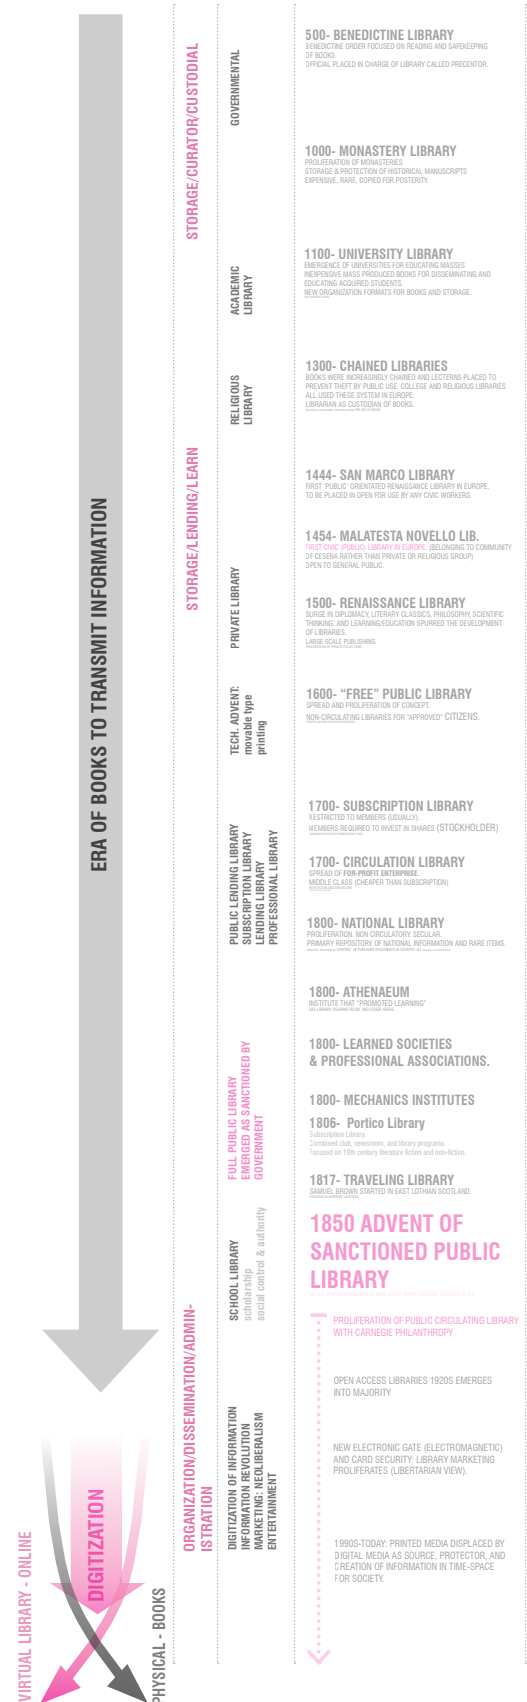 ERA OF BOOKS TO TRANSMIT INFORMATION
DIGITIZATION
VIRTUAL LIBRARY - ONLINE
PHYSICAL - BOOKS
STORAGE/CURATOR/CUSTODIAL
STORAGE/LENDING/LEARN
ORGANIZATION/DISSEMINATION/ADMIN-
ISTRATION
GOVERNMENTAL
ACADEMIC
LIBRARY
RELIGIOUS
LIBRARY
PRIVATE LIBRARY
TECH. ADVENT:
movable type
printing
PUBLIC LENDING LIBRARY
SUBSCRIPTION LIBRARY
LENDING LIBRARY
PROFESSIONAL LIBRARY
FULL PUBLIC LIBRARY
EMERGED AS SANCTIONED BY
GOVERNMENT
SCHOOL LIBRARY
scholarship
social control & authority
DIGITIZATION OF INFORMATION
INFORMATION REVOLUTION
MARKETING: NEOLIBERALISM
ENTERTAINMENT
500- BENEDICTINE LIBRARY
BENEDICTINE ORDER FOCUSED ON READING AND SAFEKEEPING
OF BOOKS.
OFFICIAL PLACED IN CHARGE OF LIBRARY CALLED PRECENTOR.
1000- MONASTERY LIBRARY
PROLIFERATION OF MONASTERIES
STORAGE & PROTECTION OF HISTORICAL MANUSCRIPTS
EXPENSIVE, RARE, COPIED FOR POSTERITY.
1100- UNIVERSITY LIBRARY
EMERGENCE OF UNIVERSITIES FOR EDUCATING MASSES
INEXPENSIVE MASS PRODUCED BOOKS FOR DISSEMINATING AND
EDUCATING ACQUIRED STUDENTS.
NEW ORGANIZATION FORMATS FOR BOOKS AND STORAGE.
1300- CHAINED LIBRARIES
BOOKS WERE INCREASINGLY CHAINED AND LECTERNS PLACED TO
PREVENT THEFT BY PUBLIC USE. COLLEGE AND RELIGIOUS LIBRARIES
ALL USED THESE SYSTEM IN EUROPE.
LIBRARIAN AS CUSTODIAN OF BOOKS.
1444- SAN MARCO LIBRARY
FIRST 'PUBLIC' ORIENTATED RENAISSANCE LIBRARY IN EUROPE.
TO BE PLACED IN OPEN FOR USE BY ANY CIVIC WORKERS.
1454- MALATESTA NOVELLO LIB.
FIRST CIVIC (PUBLIC) LIBRARY IN EUROPE. (BELONGING TO COMMUNITY
OF CESENA RATHER THAN PRIVATE OR RELIGIOUS GROUP)
OPEN TO GENERAL PUBLIC.
1500- RENAISSANCE LIBRARY
SURGE IN DIPLOMACY, LITERARY CLASSICS, PHILOSOPHY, SCIENTIFIC
THINKING, AND LEARNING/EDUCATION SPURRED THE DEVELOPMENT
OF LIBRARIES.
LARGE SCALE PUBLISHING.
1600- “FREE” PUBLIC LIBRARY
SPREAD AND PROLIFERATION OF CONCEPT.
NON-CIRCULATING LIBRARIES FOR "APPROVED" CITIZENS.
1700- SUBSCRIPTION LIBRARY
RESTRICTED TO MEMBERS (USUALLY).
MEMBERS REQUIRED TO INVEST IN SHARES (STOCKHOLDER)
1700- CIRCULATION LIBRARY
SPREAD OF FOR-PROFIT ENTERPRISE.
MIDDLE CLASS (CHEAPER THAN SUBSCRIPTION)
1800- NATIONAL LIBRARY
PROLIFERATION. NON CIRCULATORY. SECULAR.
PRIMARY REPOSITORY OF NATIONAL INFORMATION AND RARE ITEMS.
1800- ATHENAEUM
INSTITUTE THAT "PROMOTED LEARNING"
HAS LIBRARY, READING ROOM, AND OTHER AREAS.
1800- LEARNED SOCIETIES
& PROFESSIONAL ASSOCIATIONS.
1800- MECHANICS INSTITUTES
1806- Portico Library
Subscription Library.
Combined club, newsroom, and library programs.
Focused on 19th century literature fiction and non-fiction.
1817- TRAVELING LIBRARY
SAMUEL BROWN STARTED IN EAST LOTHIAN SCOTLAND.
1850 ADVENT OF
SANCTIONED PUBLIC
LIBRARY
PROLIFERATION OF PUBLIC CIRCULATING LIBRARY
WITH CARNEGIE PHILANTHROPY
OPEN ACCESS LIBRARIES 1920S EMERGES
INTO MAJORITY
NEW ELECTRONIC GATE (ELECTROMAGNETIC)
AND CARD SECURITY: LIBRARY MARKETING
PROLIFERATES (LIBERTARIAN VIEW).
1990S-TODAY: PRINTED MEDIA DISPLACED BY
DIGITAL MEDIA AS SOURCE, PROTECTOR, AND
CREATION OF INFORMATION IN TIME-SPACE
FOR SOCIETY.